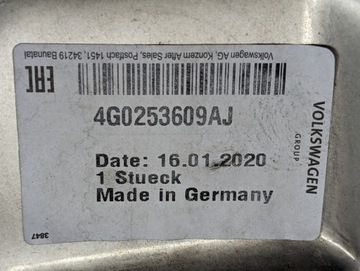 Volkswagen AG, Konzern After Sales, Postfach 1451, 34219 Baunatal
EAC
4G0253609AJ
Date: 16.01.2020
1 Stueck
Made in Germany
VOLKSWAGEN
GROUP
3847